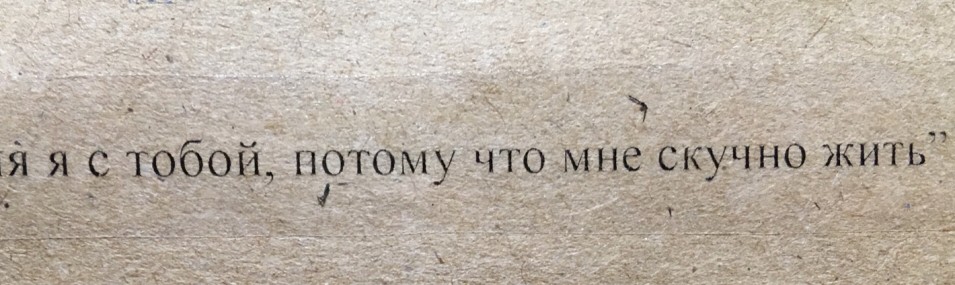 я с тобой, потому что мне скучно жить”